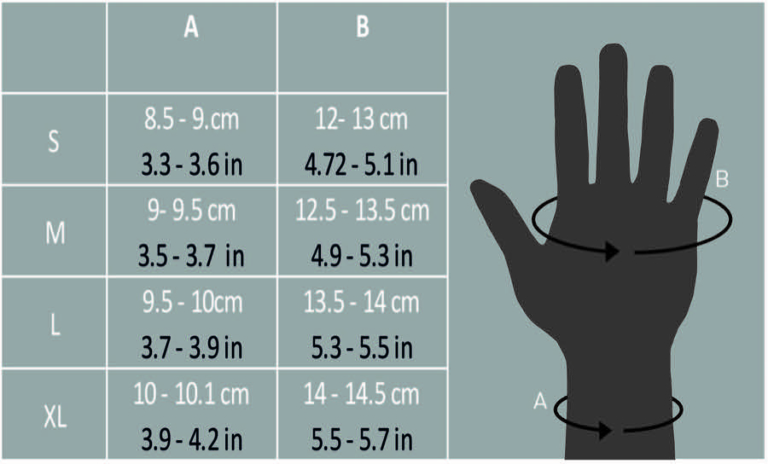 A
B
S
8.5 - 9.cm
3.3 - 3.6 in
12- 13 cm
4.72 - 5.1 in
M
9- 9.5 cm
3.5 - 3.7 in
12.5 - 13.5 cm
4.9 - 5.3 in
L
9.5 - 10cm
3.7 - 3.9 in
13.5 - 14 cm
5.3 - 5.5 in
XL
10 - 10.1 cm
3.9 - 4.2 in
14 - 14.5 cm
5.5 - 5.7 in
B
A